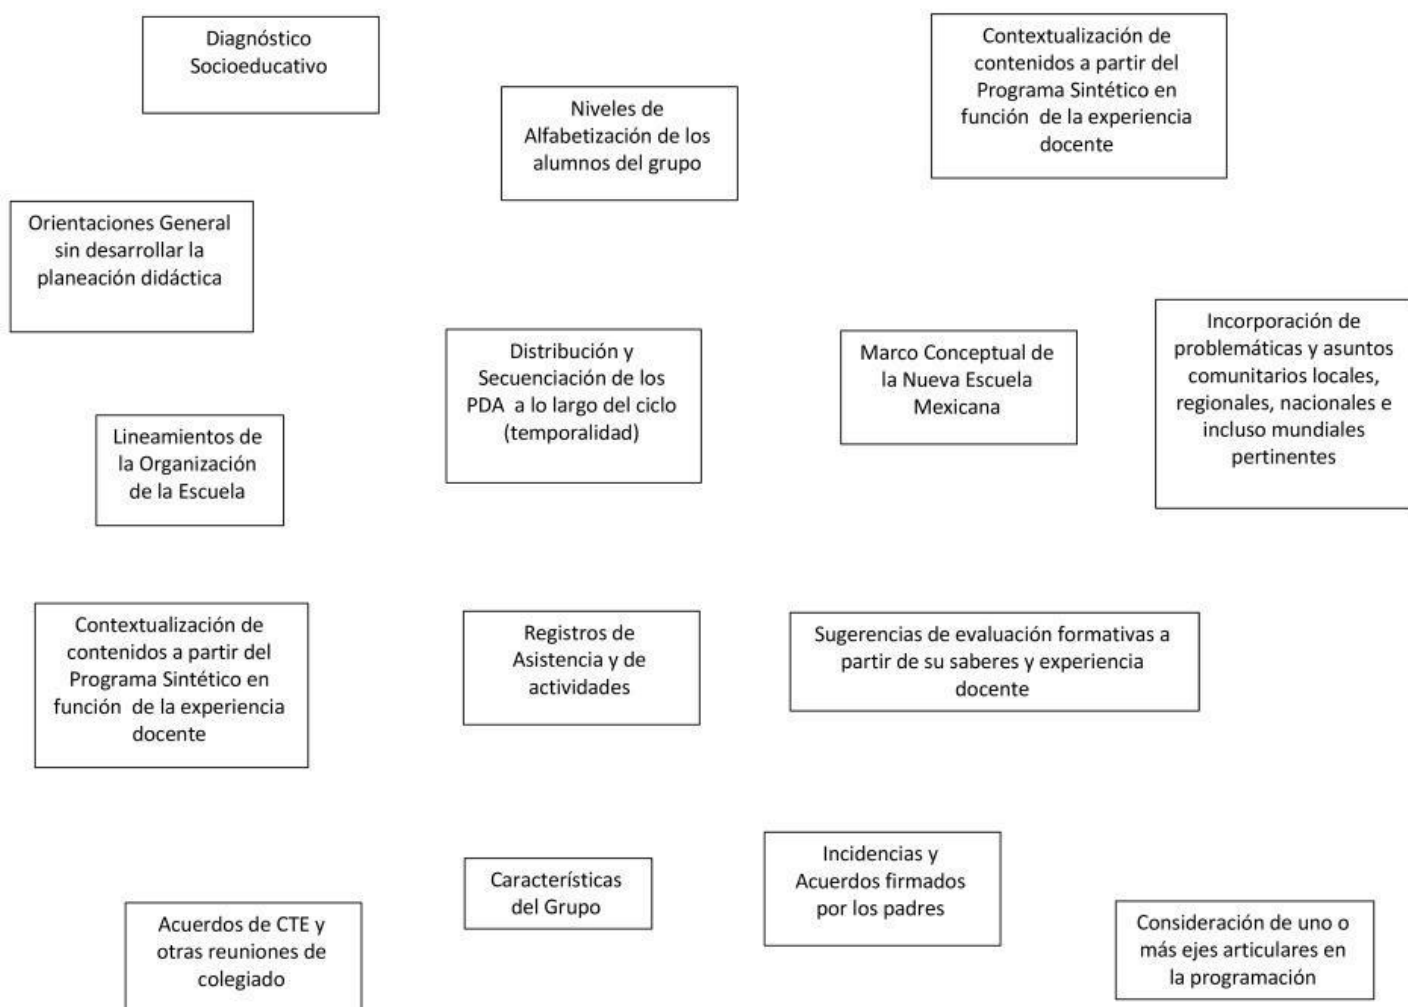 Diagnóstico
Socioeducativo
Niveles de
Alfabetización de los
alumnos del grupo
Contextualización de
contenidos a partir del
Programa Sintético en
función  de la experiencia
docente
Orientaciones General
sin desarrollar la
planeación didáctica
Distribución y
Secuenciación de los
PDA  a lo largo del ciclo
(temporalidad)
Marco Conceptual de
la Nueva Escuela
Mexicana
Incorporación de
problemáticas y asuntos
comunitarios locales,
regionales, nacionales e
incluso mundiales
pertinentes
Lineamientos de
la Organización
de la Escuela
Contextualización de
contenidos a partir del
Programa Sintético en
función  de la experiencia
docente
Registros de
Asistencia y de
actividades
Sugerencias de evaluación formativas a
partir de su saberes y experiencia
docente
Acuerdos de CTE y
otras reuniones de
colegiado
Características
del Grupo
Incidencias y
Acuerdos firmados
por los padres
Consideración de uno o
más ejes articulares en
la programación